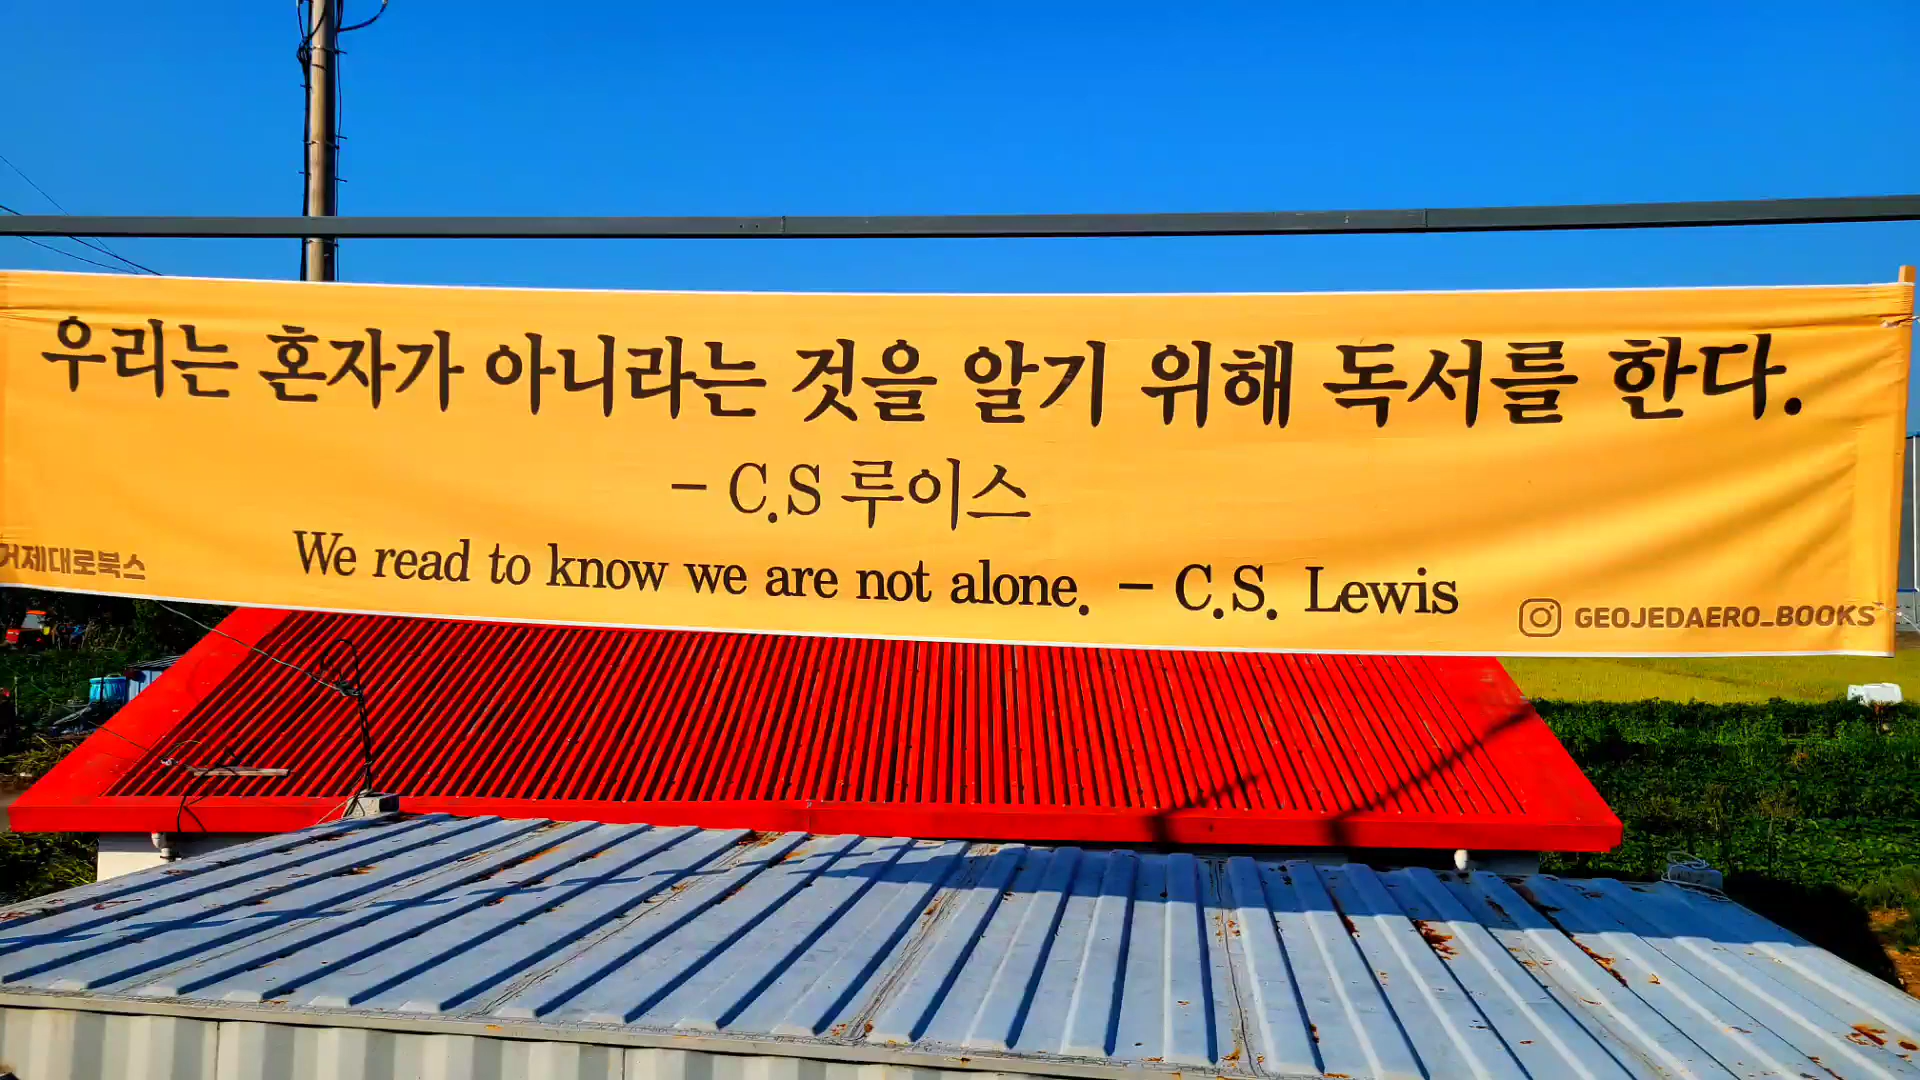 우리는 혼자가 아니라는 것을 알기 위해 독서를 한다.
- C.S 루이스
We read to know we are not alone. - C.S. Lewis
거제대로북스
GEOJEDAERO_BOOKS